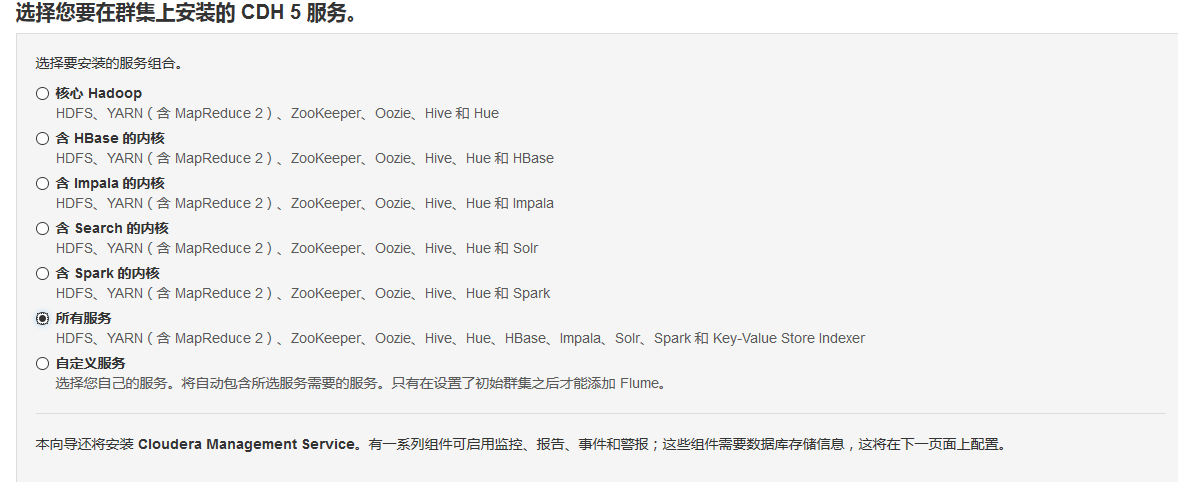 选择您要在群集上安装的 CDH 5 服务。
选择要安装的服务组合。
核心 Hadoop
HDFS、YARN（含 MapReduce 2）、ZooKeeper、Oozie、Hive 和 Hue
含 HBase 的内核
HDFS、YARN（含 MapReduce 2）、ZooKeeper、Oozie、Hive、Hue 和 HBase
含 Impala 的内核
HDFS、YARN（含 MapReduce 2）、ZooKeeper、Oozie、Hive、Hue 和 Impala
含 Search 的内核
HDFS、YARN（含 MapReduce 2）、ZooKeeper、Oozie、Hive、Hue 和 Solr
含 Spark 的内核
HDFS、YARN（含 MapReduce 2）、ZooKeeper、Oozie、Hive、Hue 和 Spark
所有服务
HDFS、YARN（含 MapReduce 2）、ZooKeeper、Oozie、Hive、Hue、HBase、Impala、Solr、Spark 和 Key-Value Store Indexer
自定义服务
选择您自己的服务。将自动包含所选服务需要的服务。只有在设置了初始群集之后才能添加 Flume。
本向导还将安装 Cloudera Management Service。有一系列组件可启用监控、报告、事件和警报；这些组件需要数据库存储信息，这将在下一页面上配置。